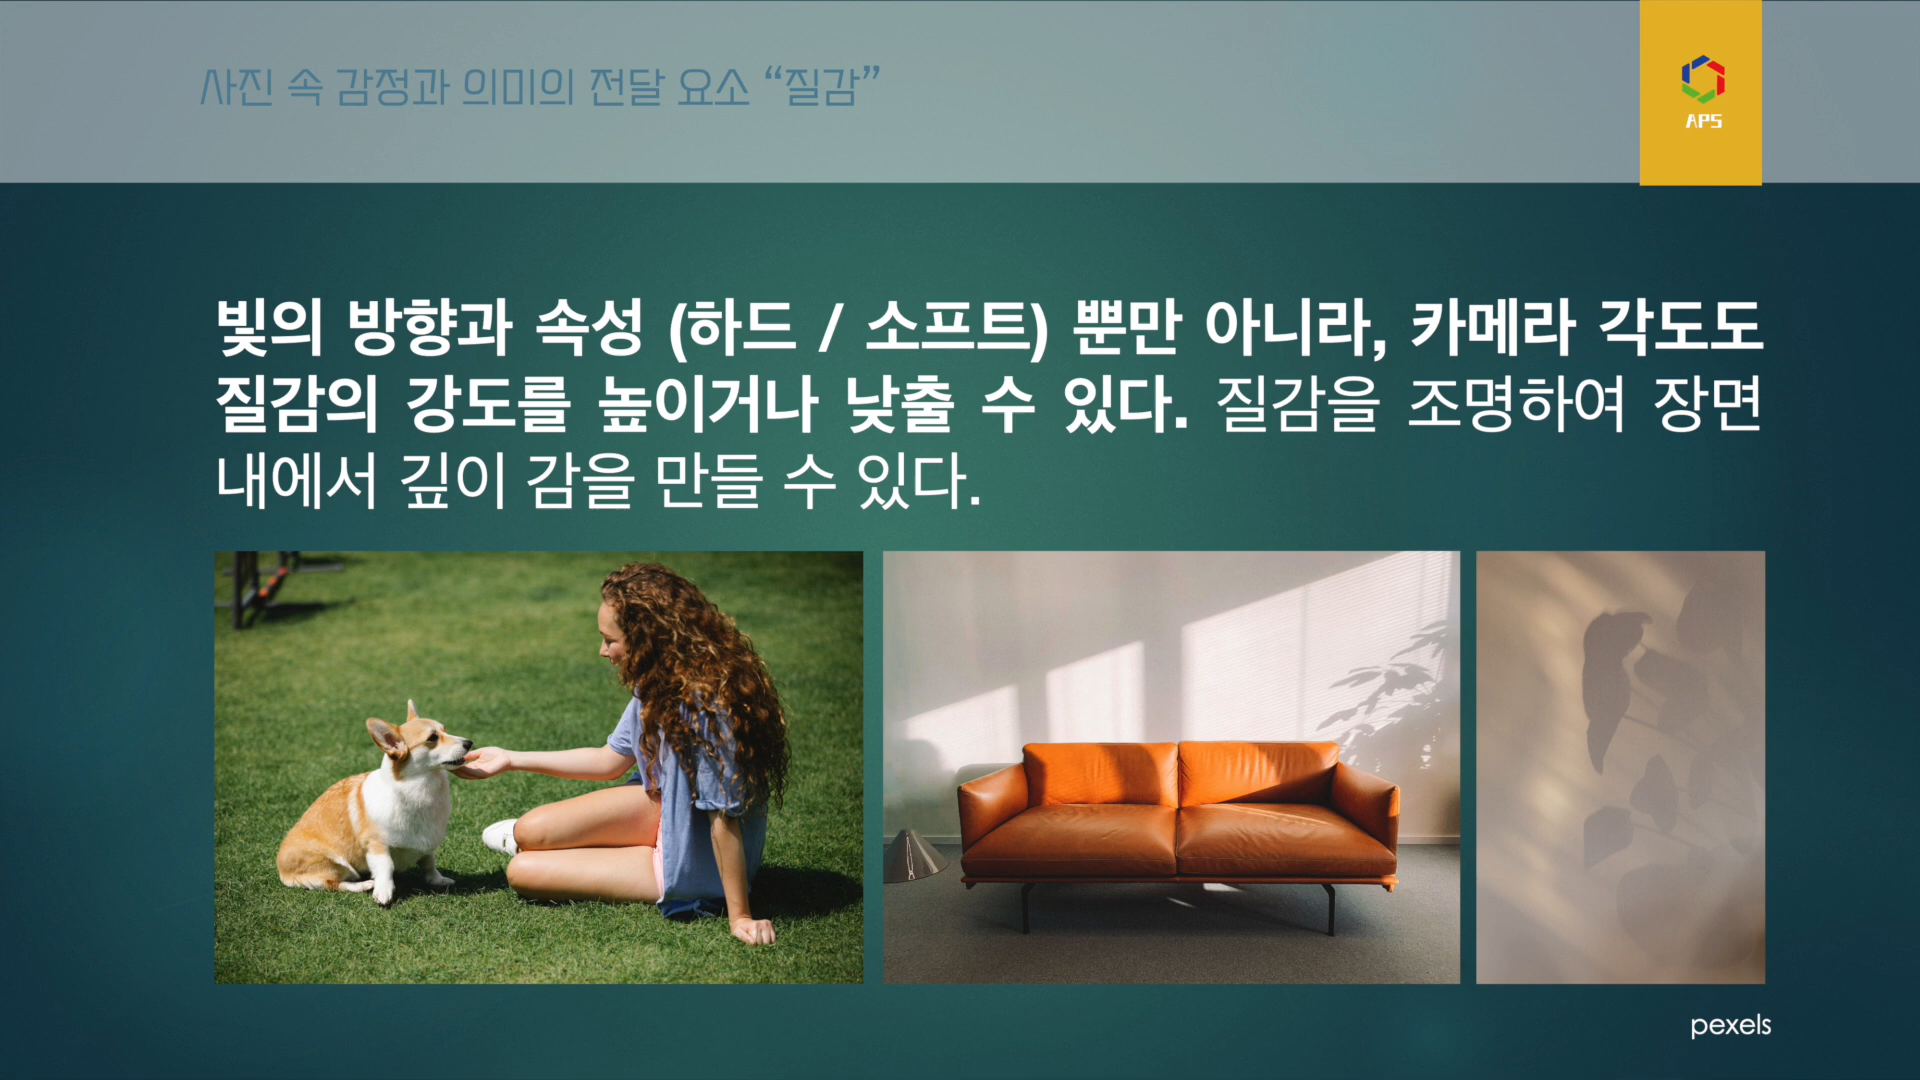 사진 속 감정과 의미의 전달 요소 “질감”
APS
빛의 방향과 속성 (하드 / 소프트) 뿐만 아니라, 카메라 각도도
질감의 강도를 높이거나 낮출 수 있다. 질감을 조명하여 장면
내에서 깊이 감을 만들 수 있다.
pexels